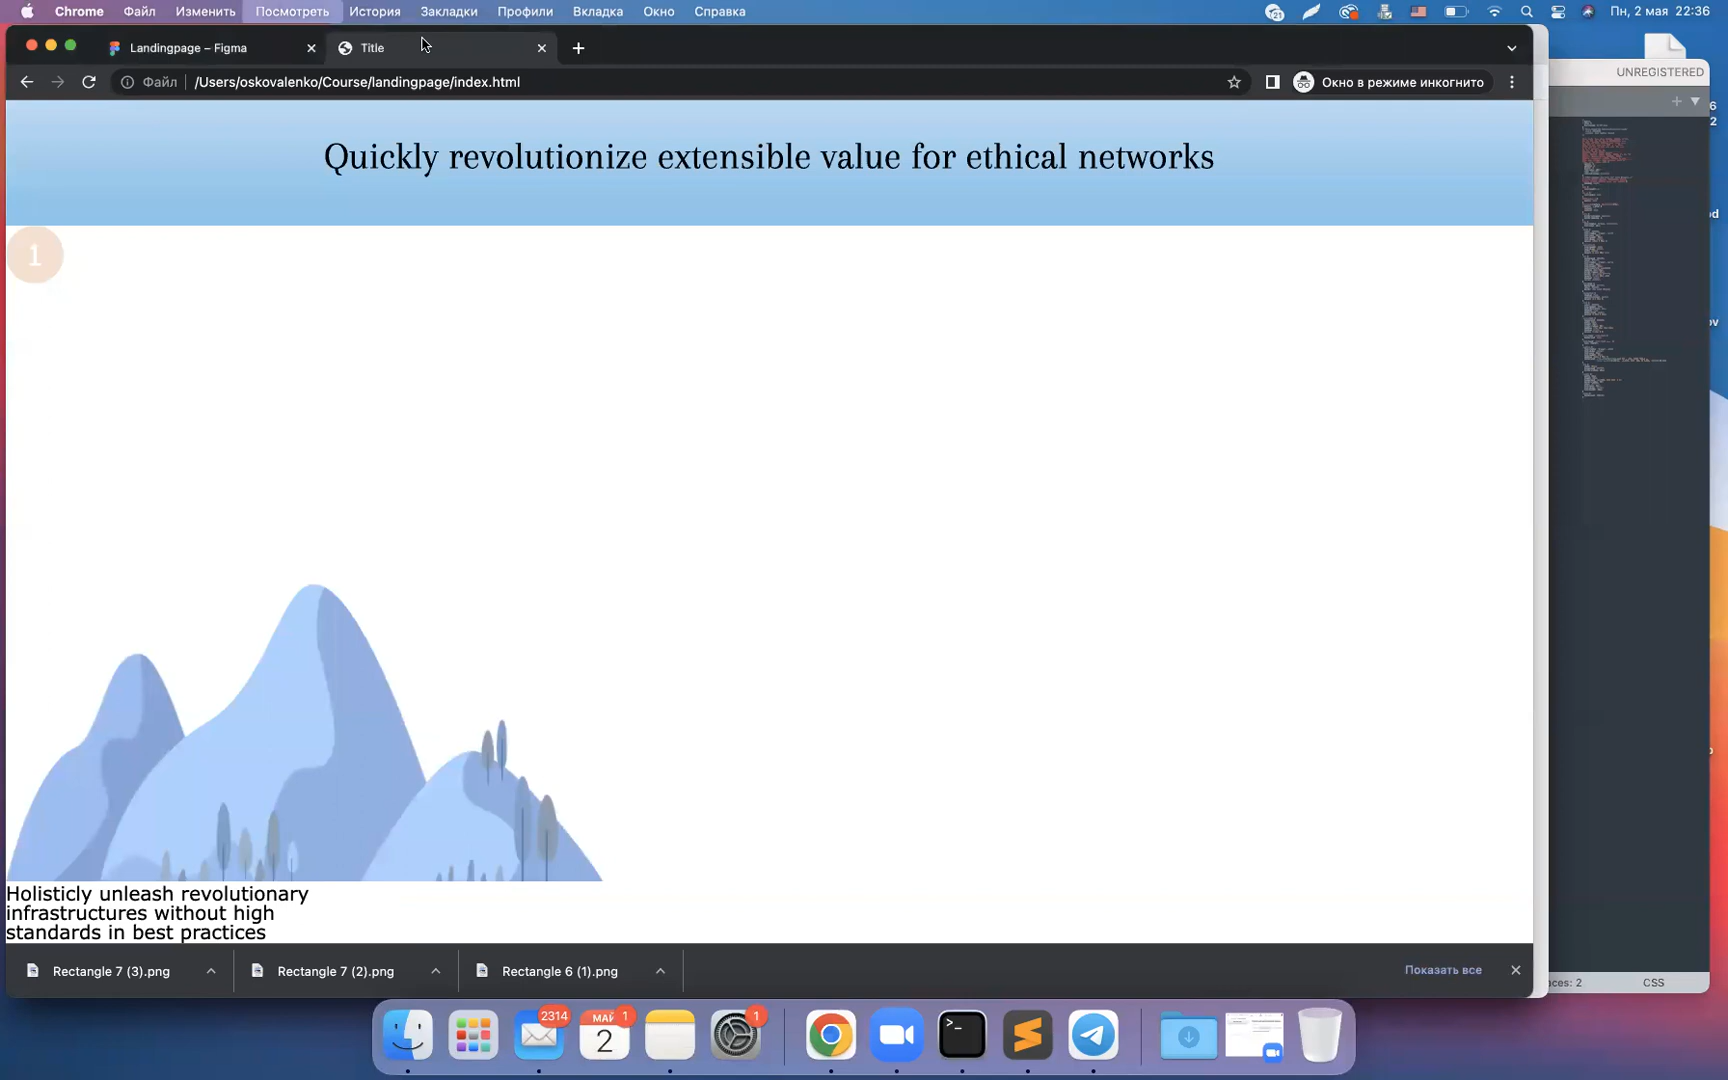 Chrome Файл Изменить Посмотреть История Закладки Профили Вкладка Окно Справка 21 Пн, 2 мая 22:36
Landingpage – Figma Title
Файл /Users/oskovalenko/Course/landingpage/index.html Окно в режиме инкогнито
UNREGISTERED
Quickly revolutionize extensible value for ethical networks
1
Holisticly unleash revolutionary
infrastructures without high
standards in best practices
Rectangle 7 (3).png Rectangle 7 (2).png Rectangle 6 (1).png Показать все
CSS
2314 МАЙ 1 2 1